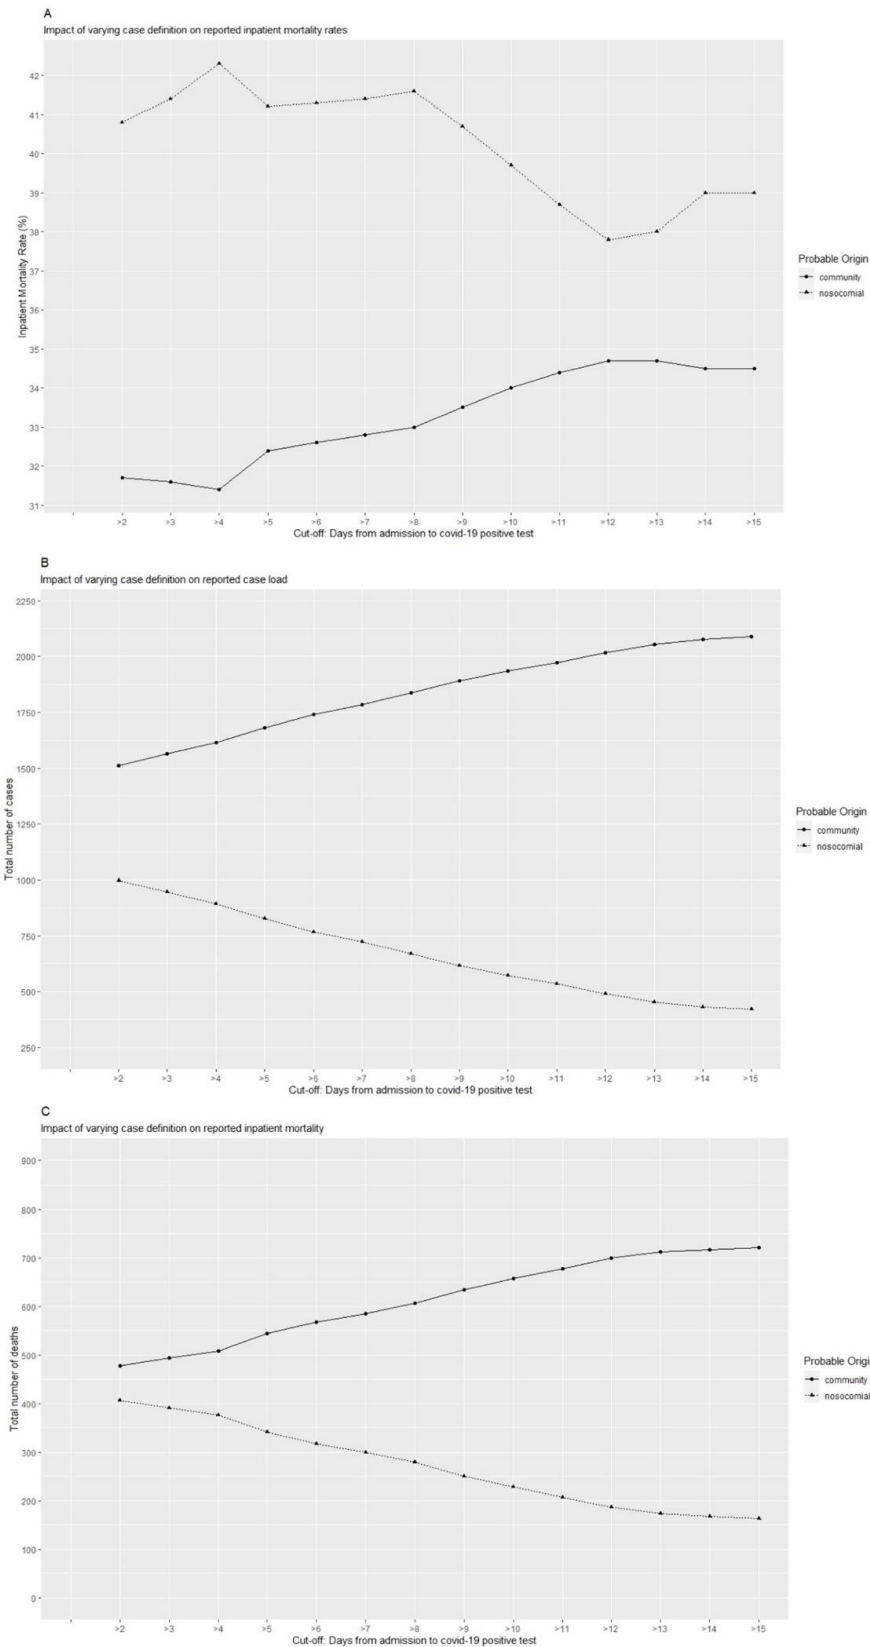 A
Impact of varying case definition on reported inpatient mortality rates
42
41
40
39
38
37
36
35
34
33
32
31
Inpatient Mortality Rate (%)
>2 >3 >4 >5 >6 >7 >8 >9 >10 >11 >12 >13 >14 >15
Cut-off: Days from admission to covid-19 positive test
Probable Origin
community
nosocomial
B
Impact of varying case definition on reported case load
2250
2000
1750
1500
1250
1000
750
500
250
Total number of cases
>2 >3 >4 >5 >6 >7 >8 >9 >10 >11 >12 >13 >14 >15
Cut-off: Days from admission to covid-19 positive test
Probable Origin
community
nosocomial
C
Impact of varying case definition on reported inpatient mortality
900
800
700
600
500
400
300
200
100
0
Total number of deaths
>2 >3 >4 >5 >6 >7 >8 >9 >10 >11 >12 >13 >14 >15
Cut-off: Days from admission to covid-19 positive test
Probable Origi
community
nosocomial